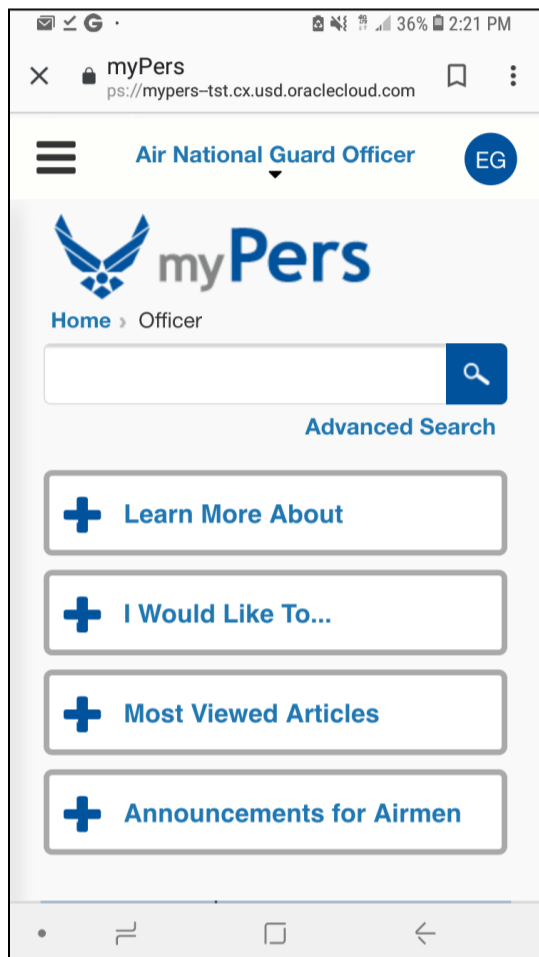 36% 2:21 PM
myPers
ps://mypers–tst.cx.usd.oraclecloud.com
Air National Guard Officer
EG
myPers
Home › Officer
Advanced Search
Learn More About
I Would Like To...
Most Viewed Articles
Announcements for Airmen